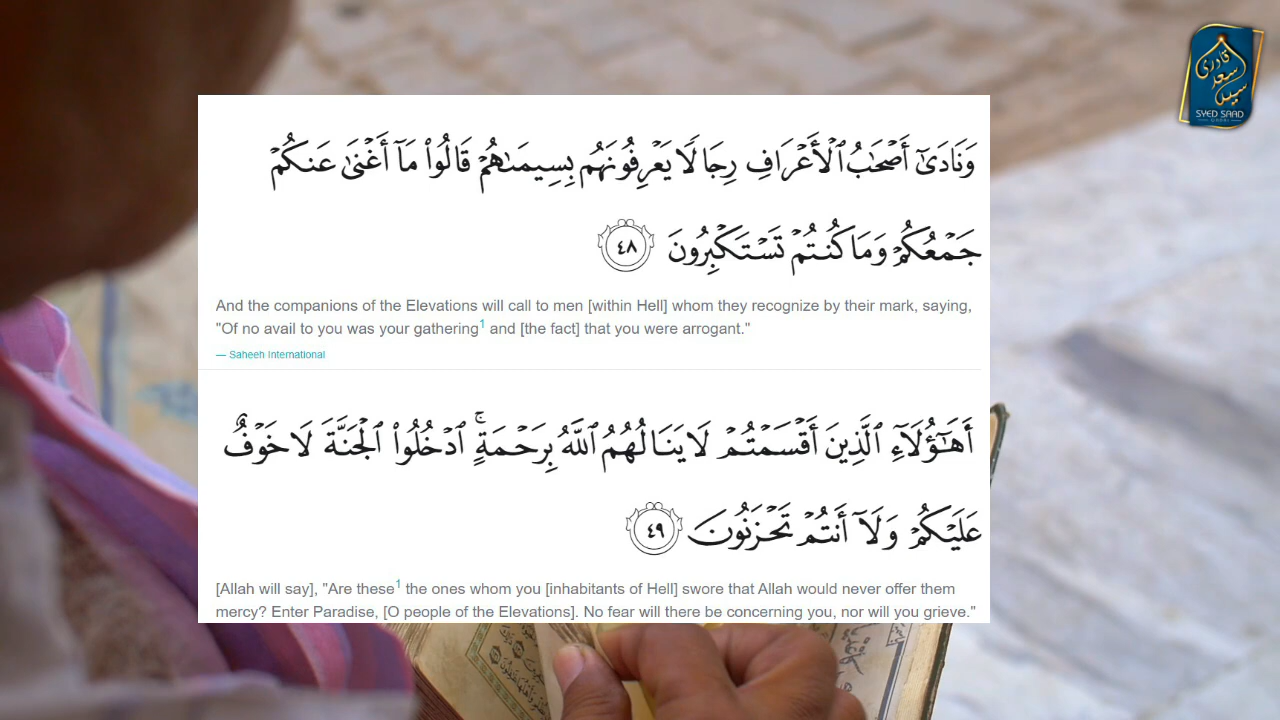 وَنَادَىٰٓ أَصْحَٰبُ ٱلْأَعْرَافِ رِجَالًا يَعْرِفُونَهُم بِسِيمَىٰهُمْ قَالُوا۟ مَآ أَغْنَىٰ عَنكُمْ
جَمْعُكُمْ وَمَا كُنتُمْ تَسْتَكْبِرُونَ ٤٨
And the companions of the Elevations will call to men [within Hell] whom they recognize by their mark, saying,
"Of no avail to you was your gathering1 and [the fact] that you were arrogant."
— Saheeh International
أَهَٰٓؤُلَآءِ ٱلَّذِينَ أَقْسَمْتُمْ لَا يَنَالُهُمُ ٱللَّهُ بِرَحْمَةٍ ۚ ٱدْخُلُوا۟ ٱلْجَنَّةَ لَا خَوْفٌ
عَلَيْكُمْ وَلَآ أَنتُمْ تَحْزَنُونَ ٤٩
[Allah will say], "Are these1 the ones whom you [inhabitants of Hell] swore that Allah would never offer them
mercy? Enter Paradise, [O people of the Elevations]. No fear will there be concerning you, nor will you grieve."
قادری
سعد
سید
SYED SAAD
QADRI